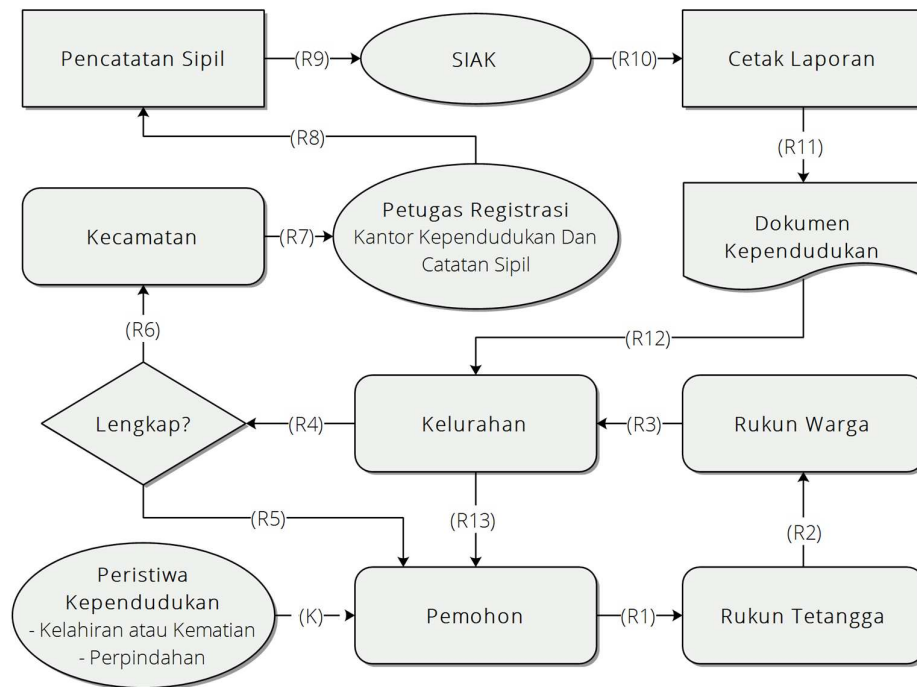 Pencatatan Sipil
(R9)
SIAK
(R10)
Cetak Laporan
(R8)
(R11)
Kecamatan
(R7)
Petugas Registrasi
Kantor Kependudukan Dan
Catatan Sipil
Dokumen
Kependudukan
(R6)
(R12)
Lengkap?
(R4)
Kelurahan
(R3)
Rukun Warga
(R5)
(R13)
(R2)
Peristiwa
Kependudukan
- Kelahiran atau Kematian
- Perpindahan
(K)
Pemohon
(R1)
Rukun Tetangga